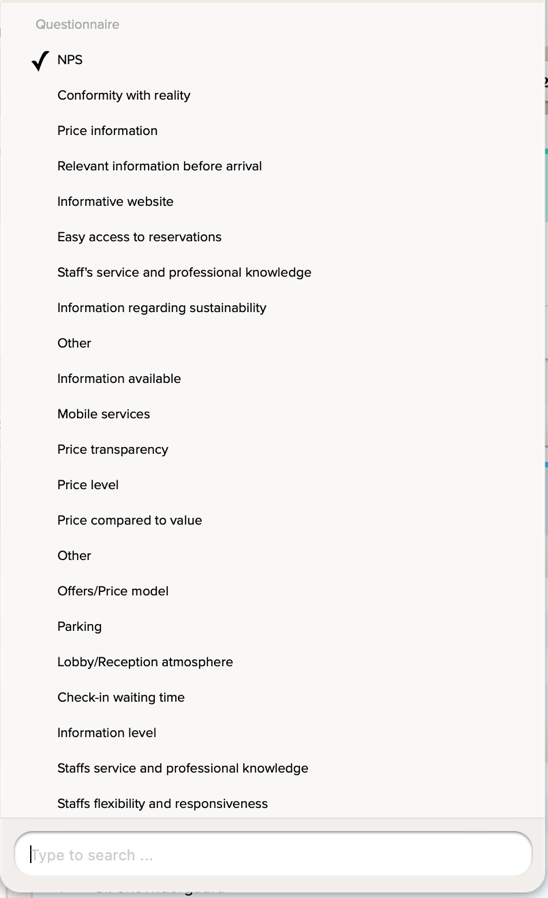 Questionnaire
NPS
Conformity with reality
Price information
Relevant information before arrival
Informative website
Easy access to reservations
Staff's service and professional knowledge
Information regarding sustainability
Other
Information available
Mobile services
Price transparency
Price level
Price compared to value
Other
Offers/Price model
Parking
Lobby/Reception atmosphere
Check-in waiting time
Information level
Staffs service and professional knowledge
Staffs flexibility and responsiveness
Type to search ...